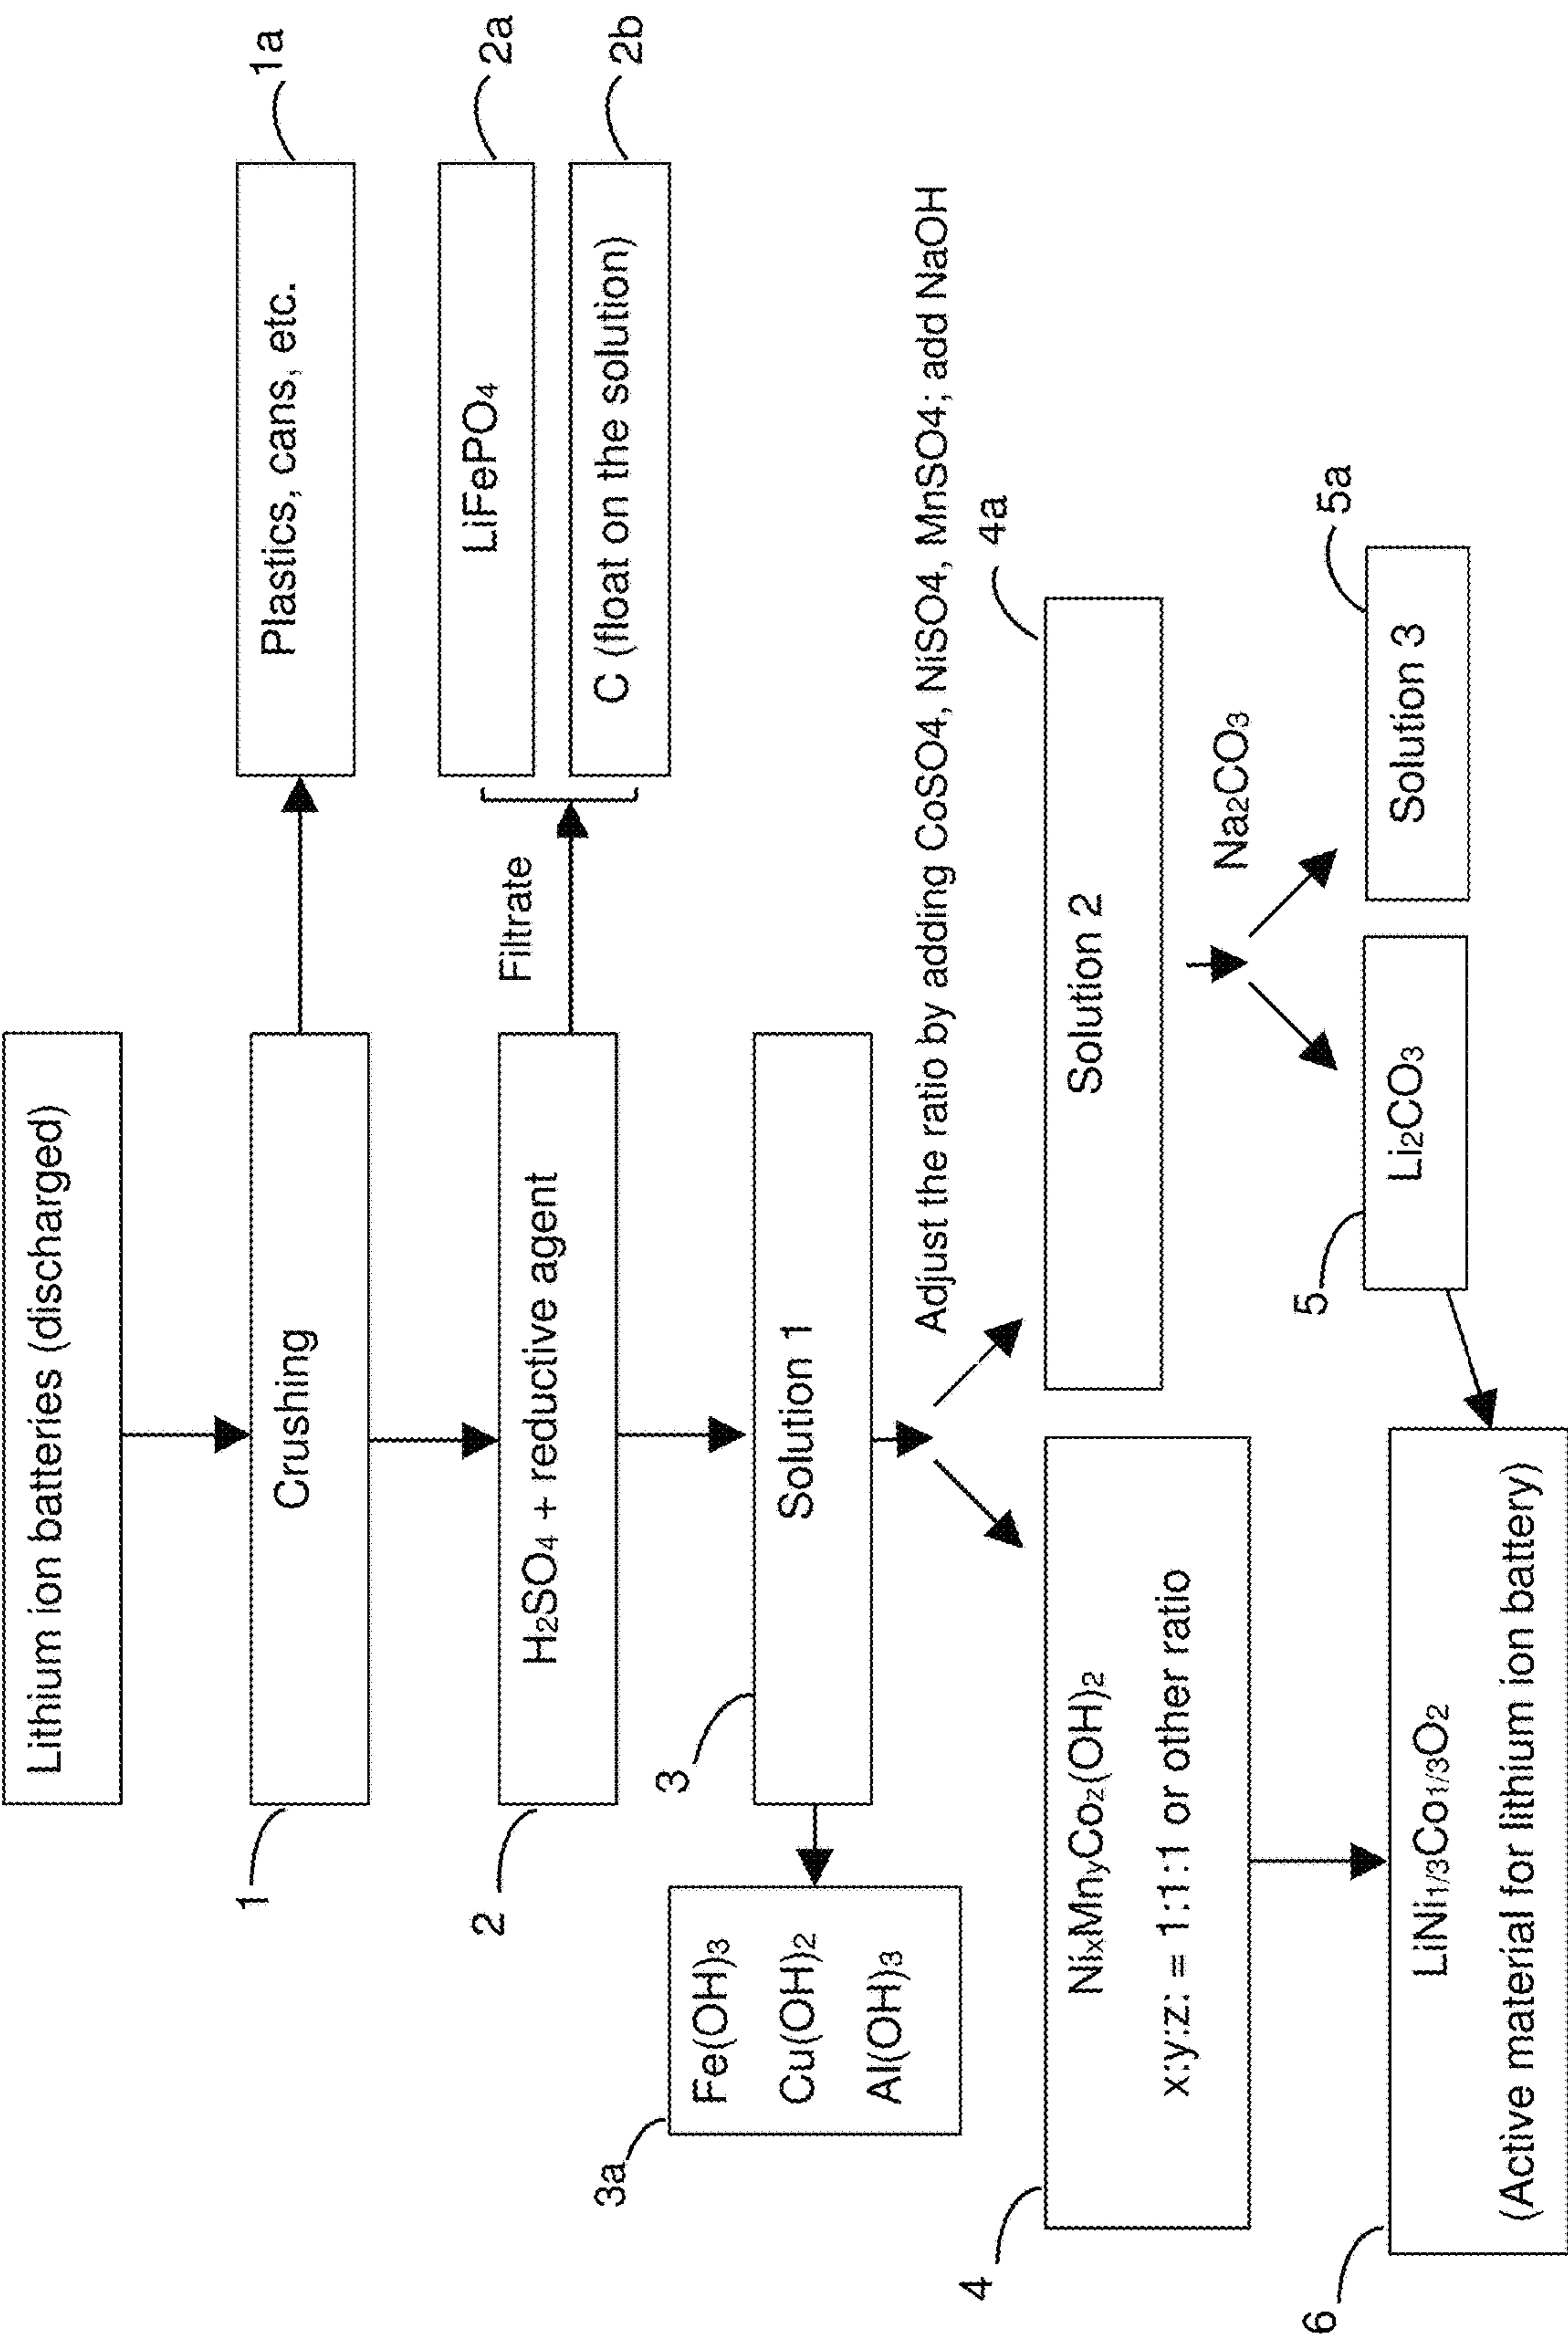 Lithium ion batteries (discharged)
1
Crushing
Plastics, cans, etc.
1a
2
H2SO4 + reductive agent
Filtrate
LiFePO4
2a
C (float on the solution)
2b
3
Solution 1
3a
Fe(OH)3
Cu(OH)2
Al(OH)3
Adjust the ratio by adding CoSO4, NiSO4, MnSO4; add NaOH
4
NixMnyCoz(OH)2
x:y:z: = 1:1:1 or other ratio
Solution 2
4a
Na2CO3
5
Li2CO3
Solution 3
5a
6
LiNi1/3Co1/3O2
(Active material for lithium ion battery)